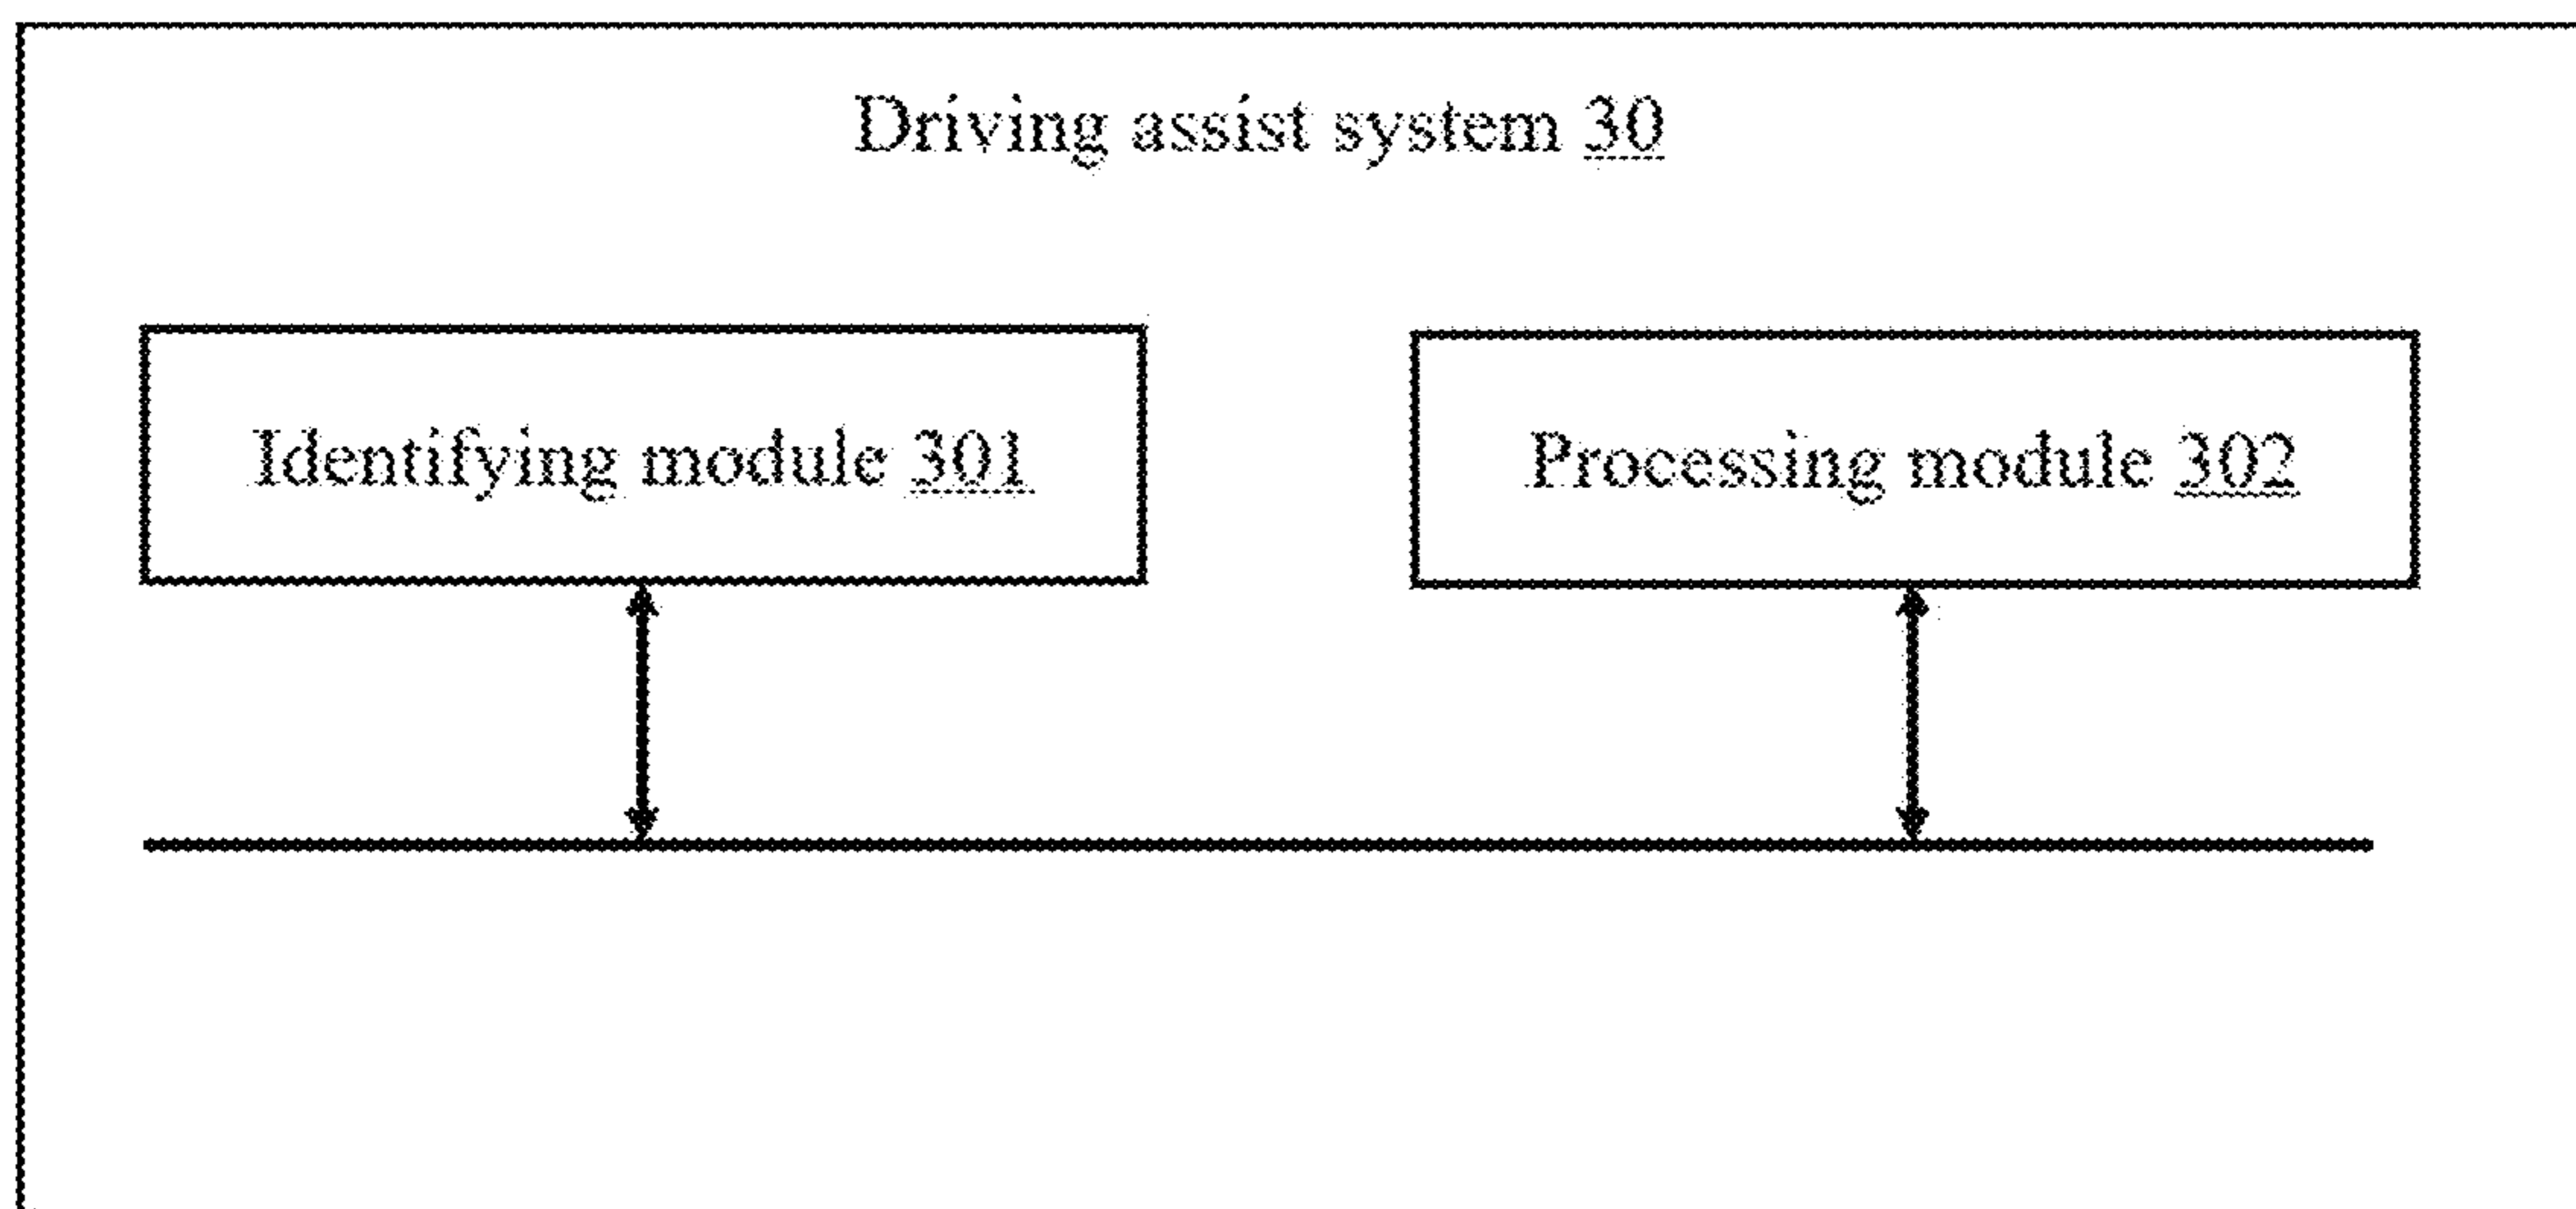 Driving assist system 30
Identifying module 301
Processing module 302